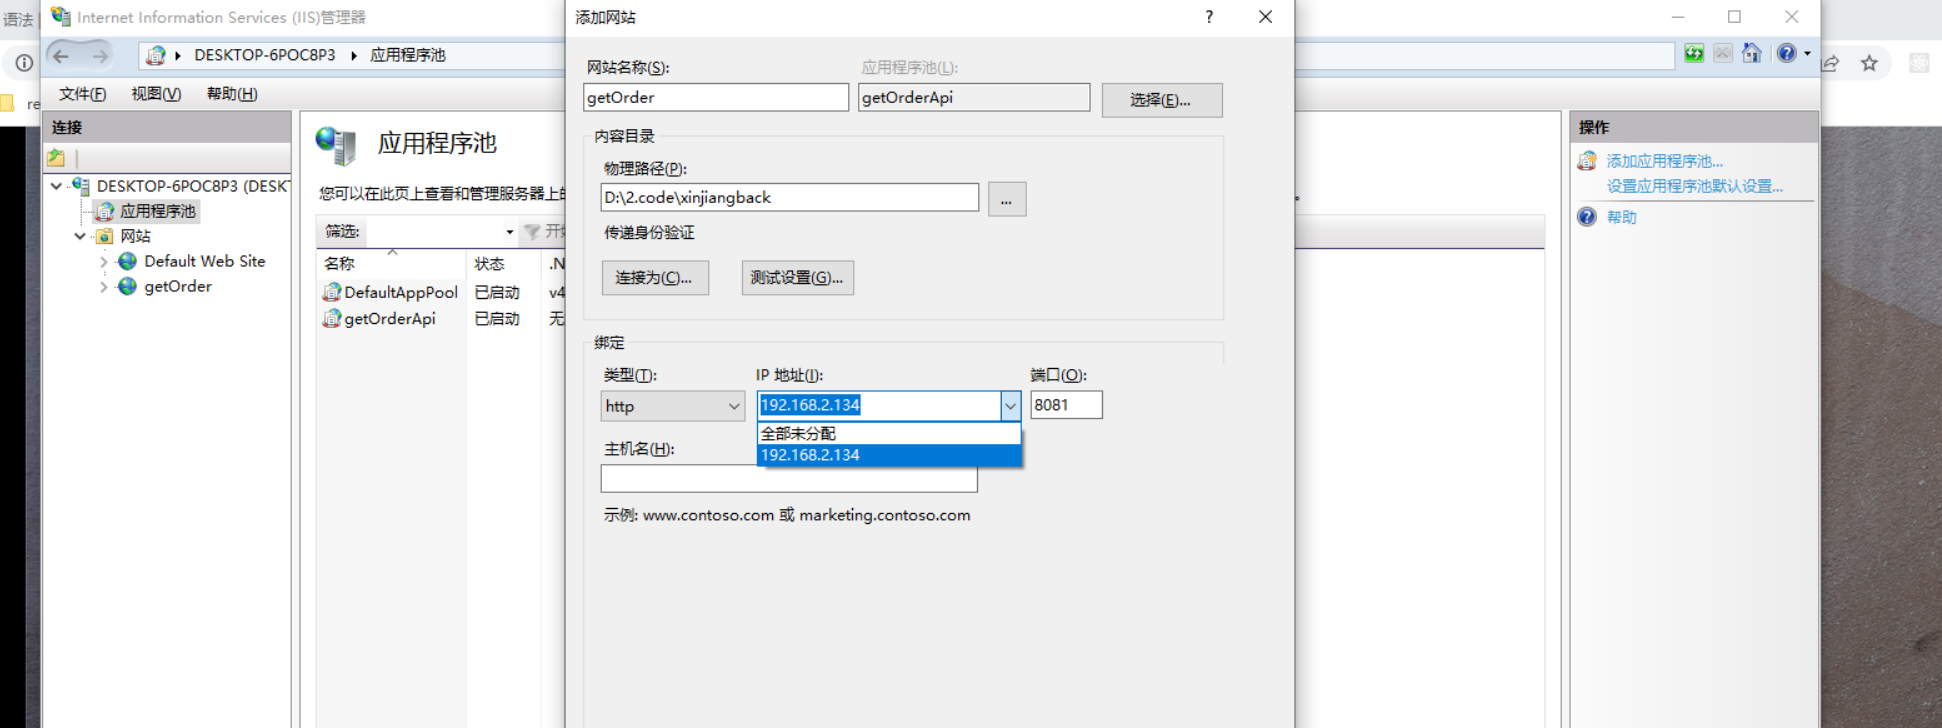 语法
Internet Information Services (IIS)管理器
添加网站
DESKTOP-6POC8P3
应用程序池
文件(F) 视图(V) 帮助(H)
re
连接
DESKTOP-6POC8P3 (DESKT
应用程序池
网站
Default Web Site
getOrder
应用程序池
您可以在此页上查看和管理服务器上的
筛选:
名称 状态 .N
DefaultAppPool 已启动 v4
getOrderApi 已启动 无
网站名称(S): 应用程序池(L):
getOrder getOrderApi 选择(E)...
内容目录
物理路径(P):
D:\2.code\xinjiangback ...
传递身份验证
连接为(C)... 测试设置(G)...
绑定
类型(T): IP 地址(I): 端口(O):
http 192.168.2.134 8081
全部未分配
192.168.2.134
主机名(H):
示例: www.contoso.com 或 marketing.contoso.com
操作
添加应用程序池...
设置应用程序池默认设置...
帮助